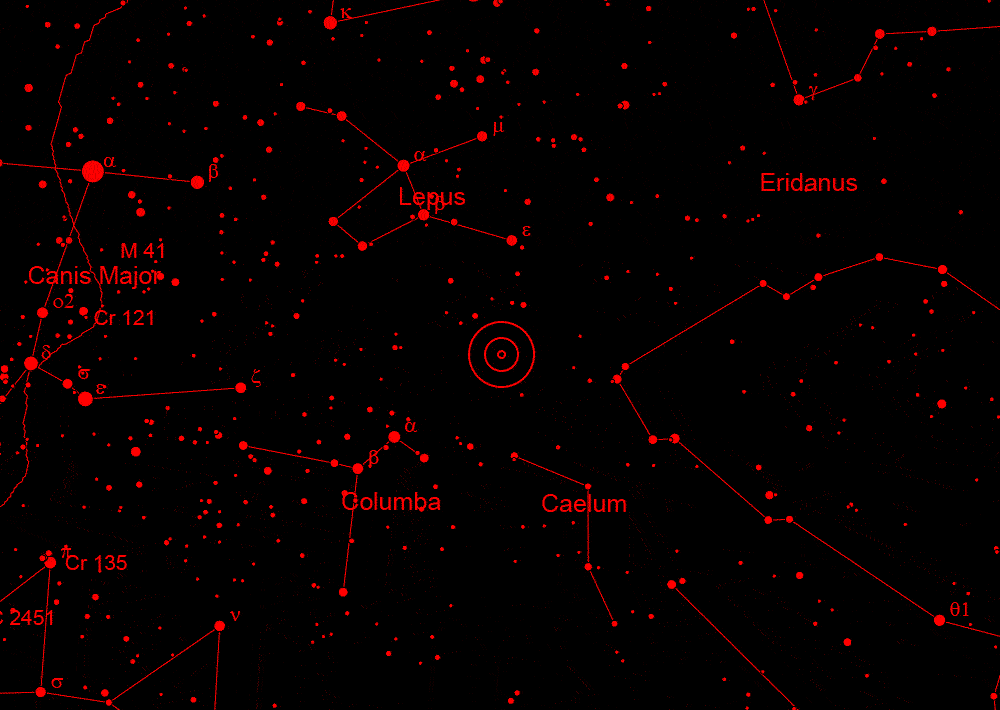 κ
γ
μ
α
α
β
Eridanus
Lepus
β
ε
M 41
Canis Major
ο2
Cr 121
δ
σ
ε
ζ
α
β
Columba
Caelum
π
Cr 135
θ1
C 2451
ν
σ